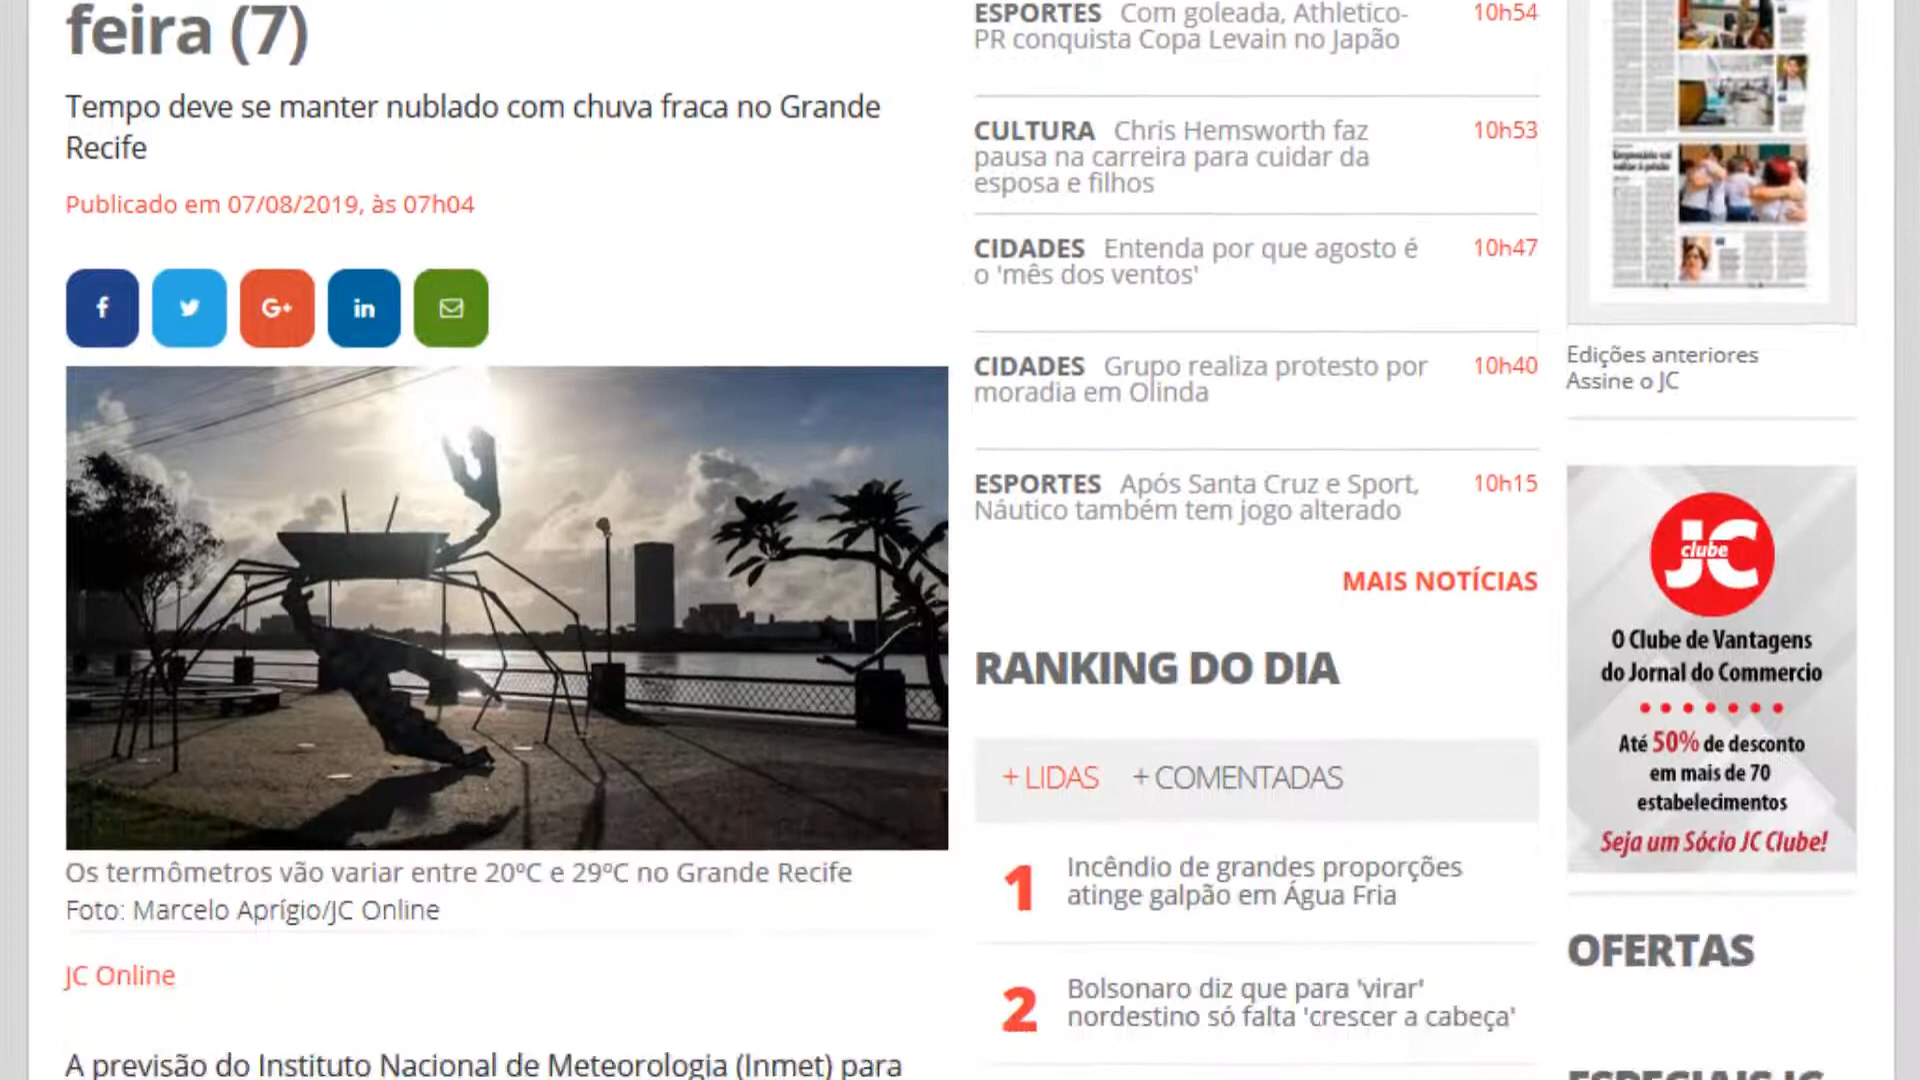 feira (7)
Tempo deve se manter nublado com chuva fraca no Grande
Recife
Publicado em 07/08/2019, às 07h04
f
G+
in
Os termômetros vão variar entre 20ºC e 29ºC no Grande Recife
Foto: Marcelo Aprígio/JC Online
JC Online
A previsão do Instituto Nacional de Meteorologia (Inmet) para
ESPORTES Com goleada, Athletico- 10h54
PR conquista Copa Levain no Japão
CULTURA Chris Hemsworth faz 10h53
pausa na carreira para cuidar da
esposa e filhos
CIDADES Entenda por que agosto é 10h47
o 'mês dos ventos'
CIDADES Grupo realiza protesto por 10h40
moradia em Olinda
ESPORTES Após Santa Cruz e Sport, 10h15
Náutico também tem jogo alterado
MAIS NOTÍCIAS
RANKING DO DIA
+ LIDAS + COMENTADAS
1 Incêndio de grandes proporções
atinge galpão em Água Fria
2 Bolsonaro diz que para 'virar'
nordestino só falta 'crescer a cabeça'
Edições anteriores
Assine o JC
JC clube
O Clube de Vantagens
do Jornal do Commercio
Até 50% de desconto
em mais de 70
estabelecimentos
Seja um Sócio JC Clube!
OFERTAS
ESPECIAIS JC